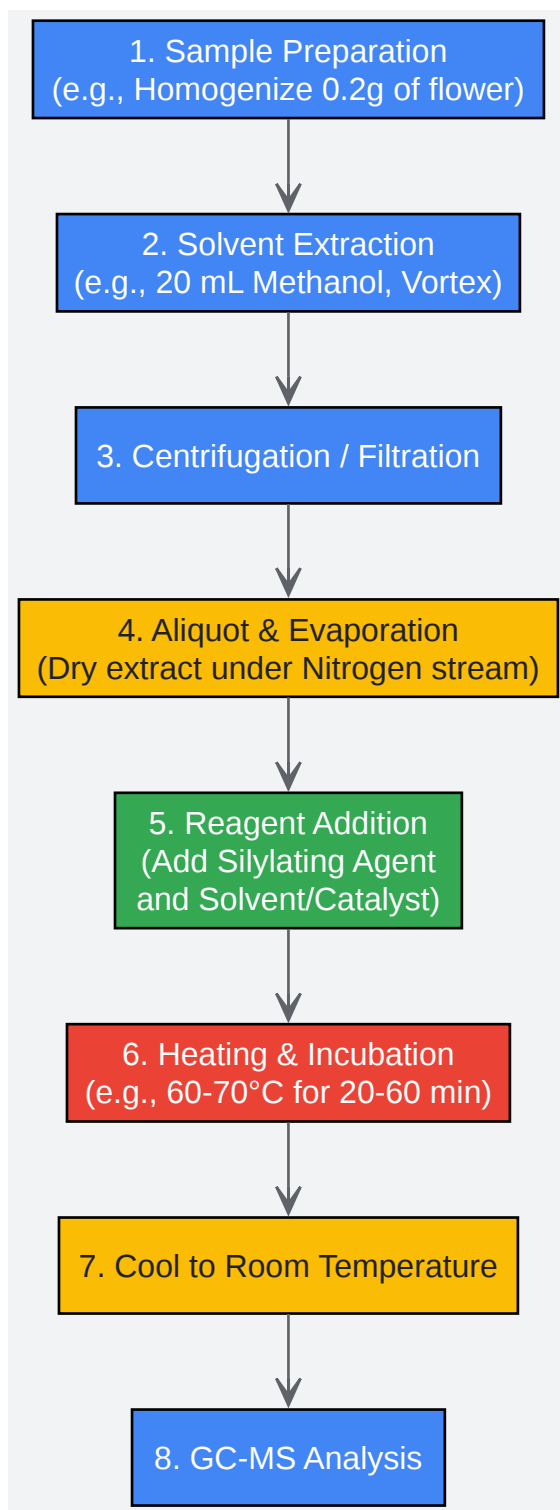 1. Sample Preparation
(e.g., Homogenize 0.2g of flower)
2. Solvent Extraction
(e.g., 20 mL Methanol, Vortex)
3. Centrifugation / Filtration
4. Aliquot & Evaporation
(Dry extract under Nitrogen stream)
5. Reagent Addition
(Add Silylating Agent
and Solvent/Catalyst)
6. Heating & Incubation
(e.g., 60-70°C for 20-60 min)
7. Cool to Room Temperature
8. GC-MS Analysis